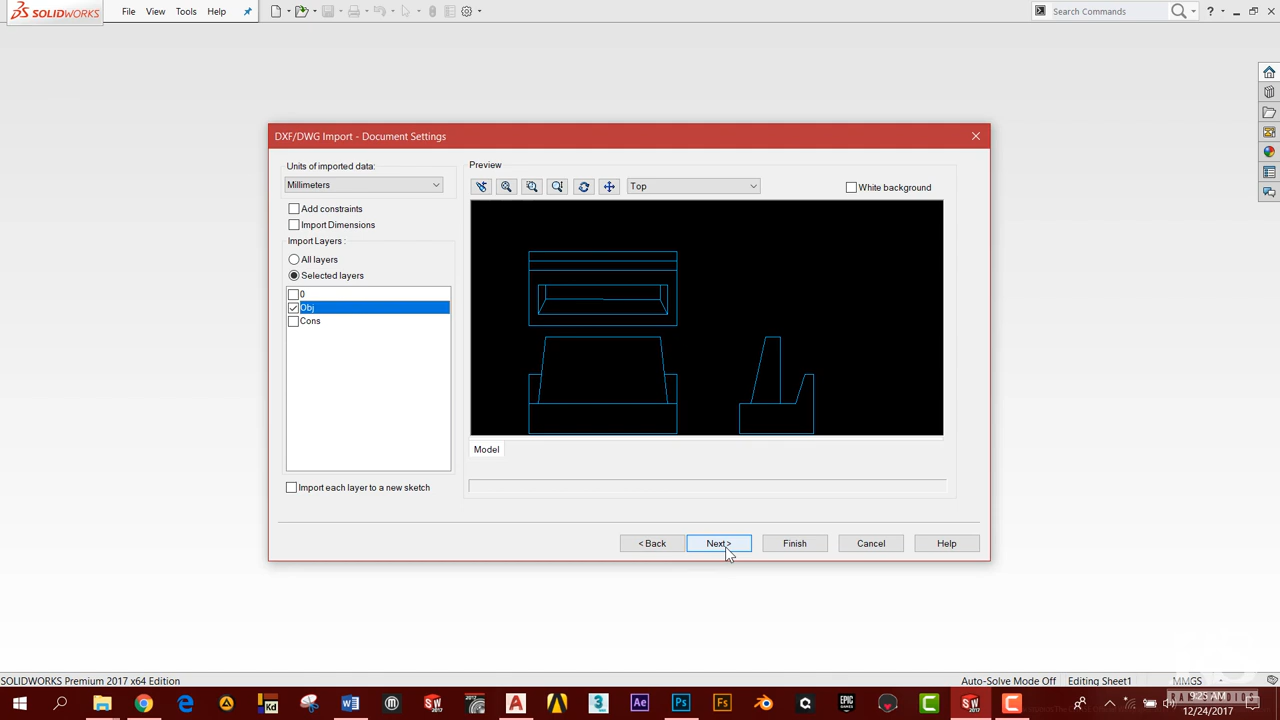 SOLIDWORKS File View Tools Help Search Commands ?
DXF/DWG Import - Document Settings
Units of imported data:
Millimeters
Add constraints
Import Dimensions
Import Layers :
All layers
Selected layers
0
Obj
Cons
Import each layer to a new sketch
Preview
Top
White background
Model
< Back Next > Finish Cancel Help
SOLIDWORKS Premium 2017 x64 Edition Auto-Solve Mode Off Editing Sketch1 MMGS
9:25 AM
12/24/2017